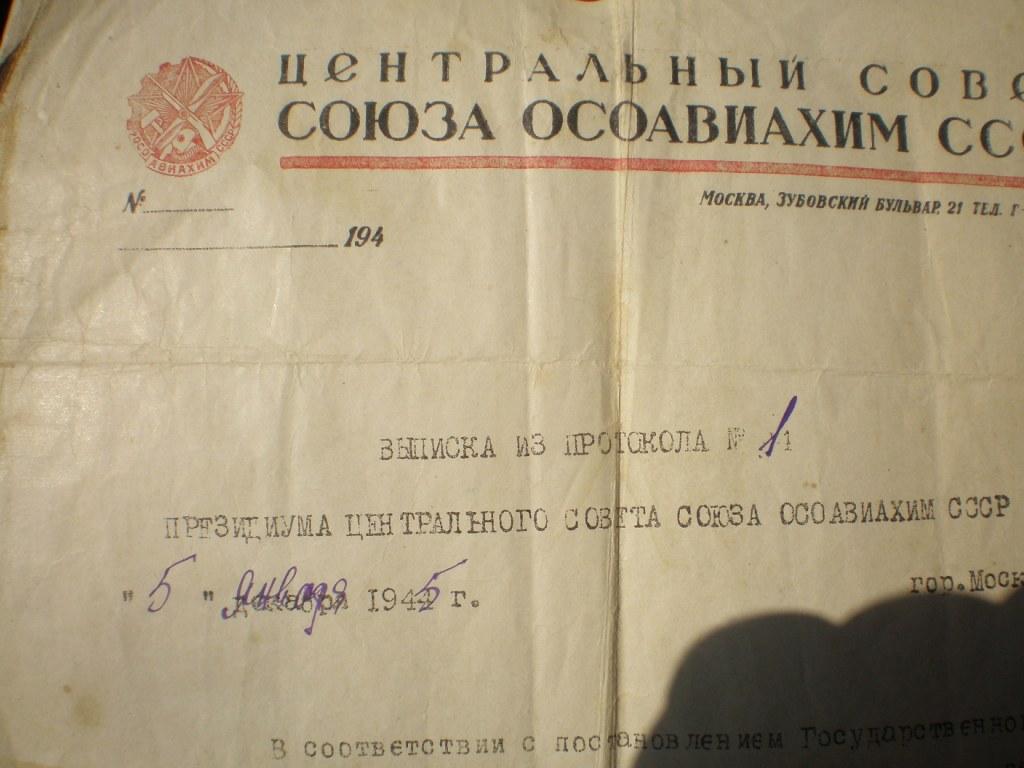 ЦЕНТРАЛЬНЫЙ СОВЕ
СОЮЗА ОСОАВИАХИМ ССС
ОСОАВИАХИМ СССР
№
194
МОСКВА, ЗУБОВСКИЙ БУЛЬВАР. 21 ТЕЛ. Г-
ВЫПИСКА ИЗ ПРОТОКОЛА № 1
ПРЕЗИДИУМА ЦЕНТРАЛЬНОГО СОВЕТА СОЮЗА ОСОАВИАХИМ СССР
" 5 " января 1945 г.
гор.Моск
В соответствии с постановлением Государственно